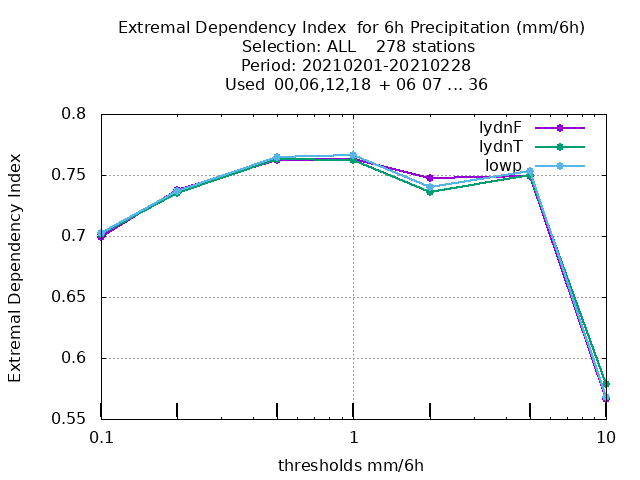 Extremal Dependency Index  for 6h Precipitation (mm/6h)
Selection: ALL    278 stations
Period: 20210201-20210228
Used  00,06,12,18  + 06 07 ... 36
lydnF
lydnT
lowp
Extremal Dependency Index
0.8
0.75
0.7
0.65
0.6
0.55
0.1
1
10
thresholds mm/6h